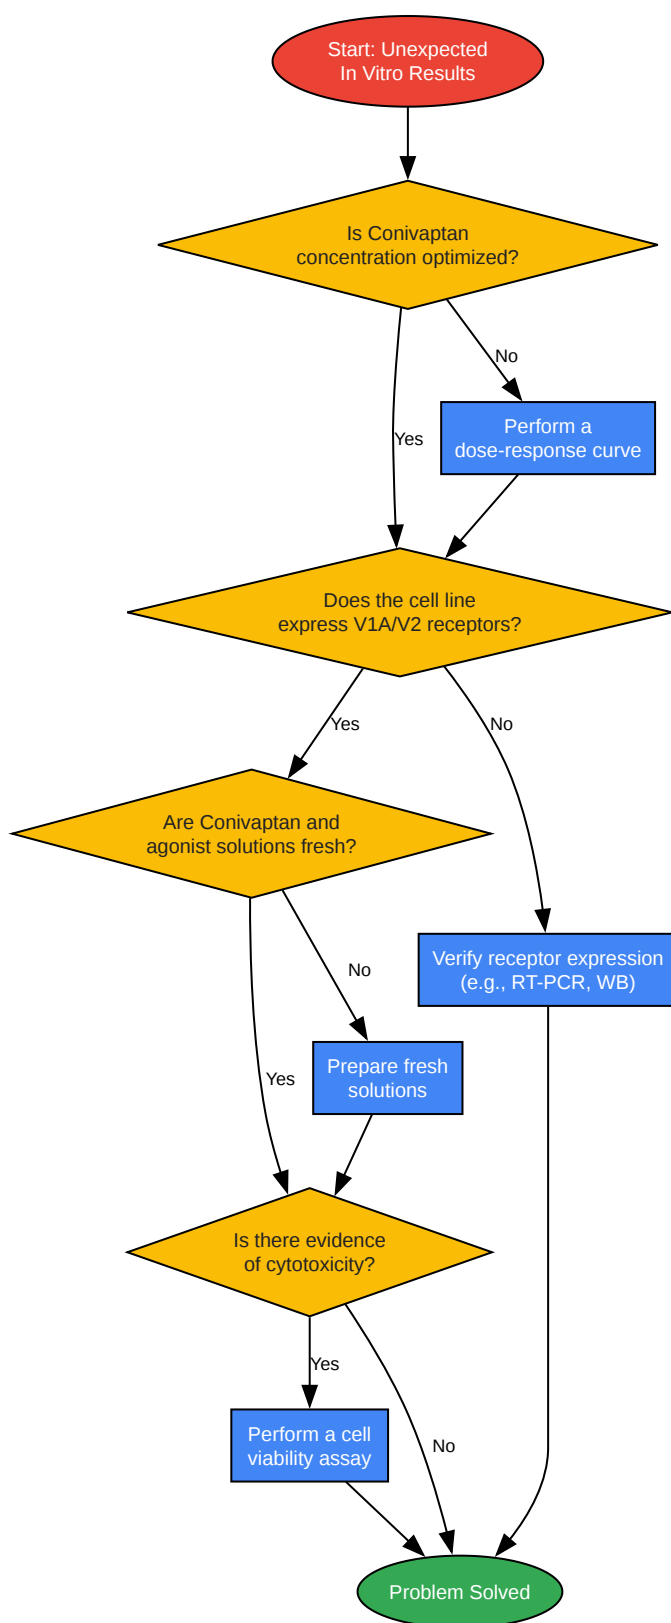 Start: Unexpected
In Vitro Results
Is Conivaptan
concentration optimized?
No
Yes
Perform a
dose-response curve
Does the cell line
express V1A/V2 receptors?
Yes
No
Are Conivaptan and
agonist solutions fresh?
Verify receptor expression
(e.g., RT-PCR, WB)
No
Yes
Prepare fresh
solutions
Is there evidence
of cytotoxicity?
Yes
No
Perform a cell
viability assay
Problem Solved